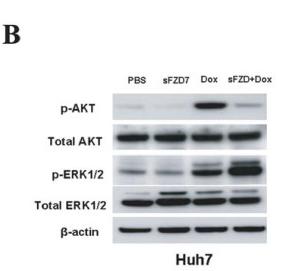 B
PBS sFZD7 Dox sFZD+Dox
p-AKT
Total AKT
p-ERK1/2
Total ERK1/2
β-actin
Huh7